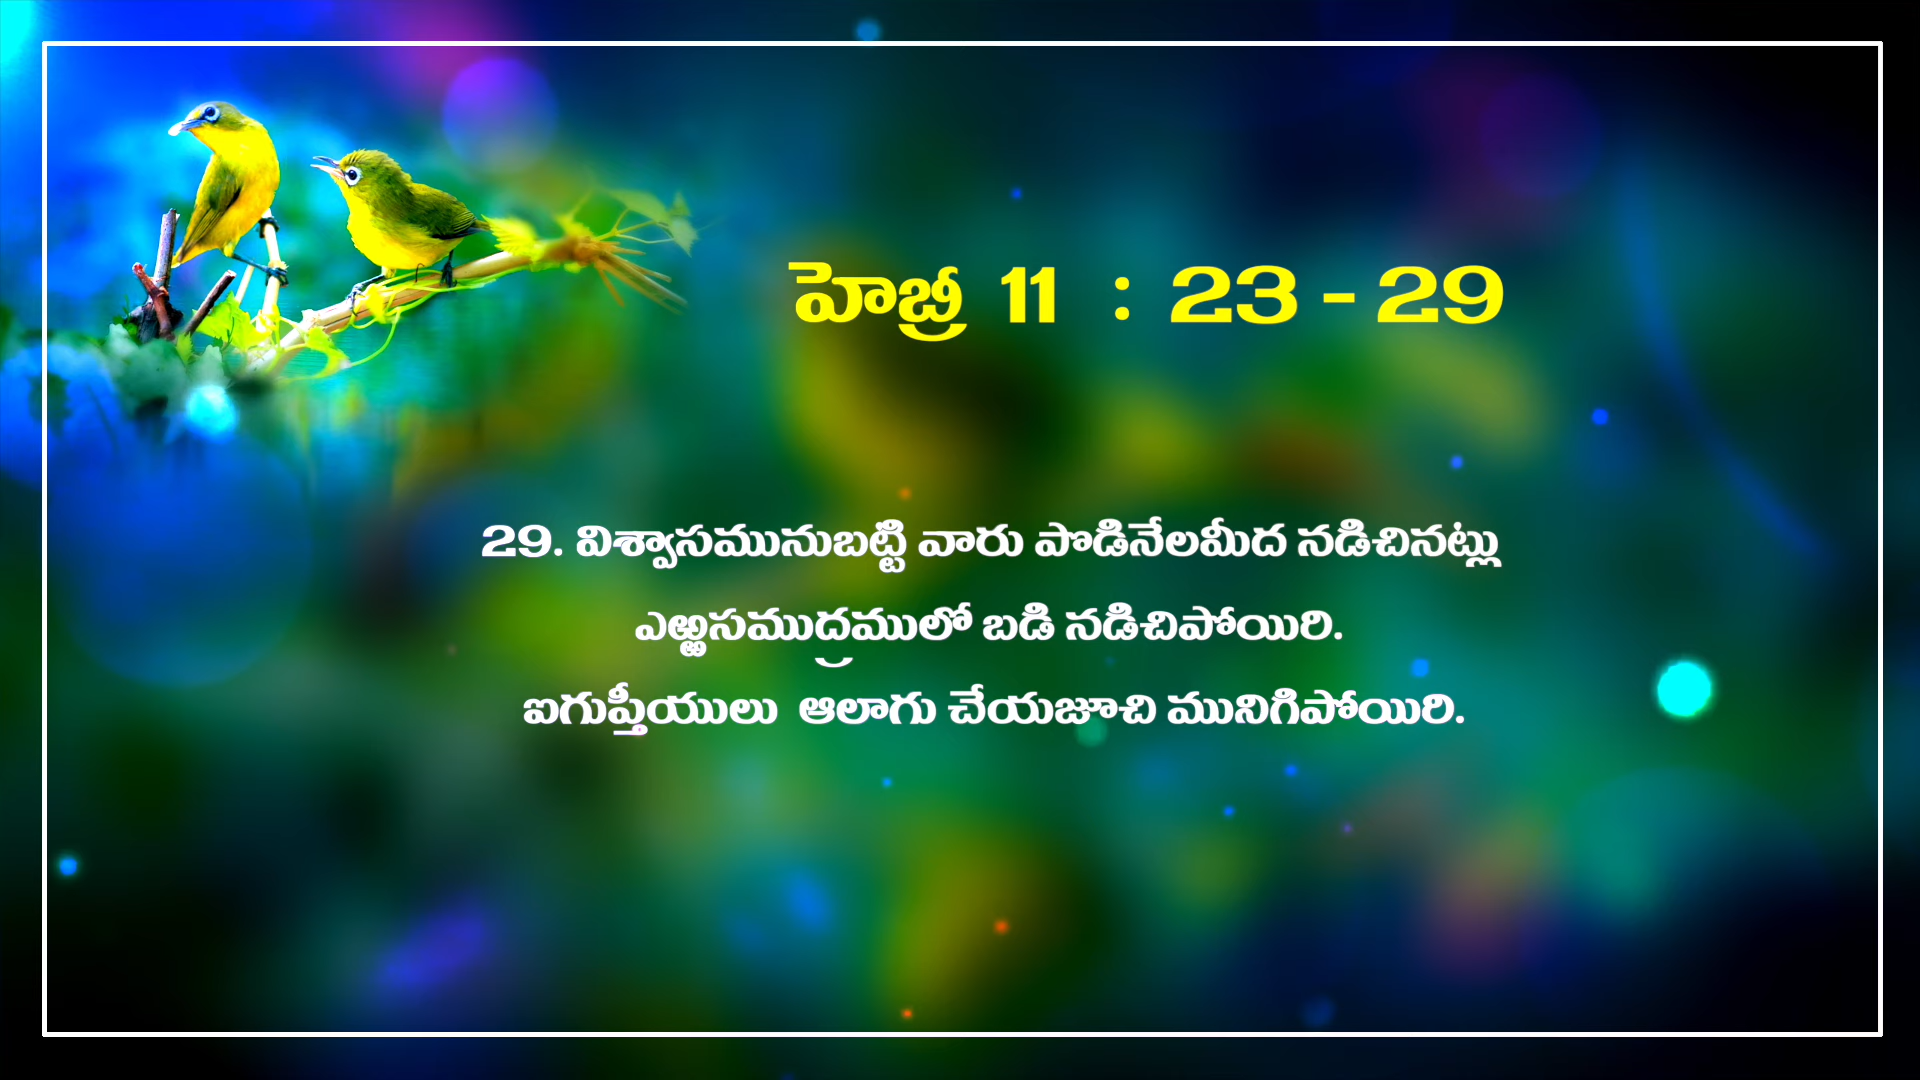 హెబ్రీ 11 : 23 - 29
29. విశ్వాసమునుబట్టి వారు పొడినేలమీద నడిచినట్లు
ఎఱ్ఱసముద్రములో బడి నడిచిపోయిరి.
ఐగుప్తీయులు ఆలాగు చేయజూచి మునిగిపోయిరి.